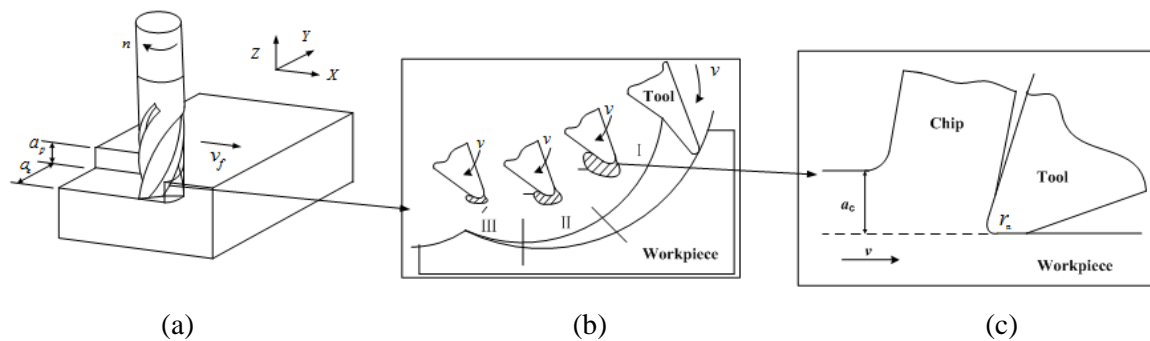 n
Z
Y
X
a_p
a_e
v_f
(a)
v
Tool
v
v
v
I
II
III
Workpiece
(b)
Chip
Tool
a_c
r_n
v
Workpiece
(c)